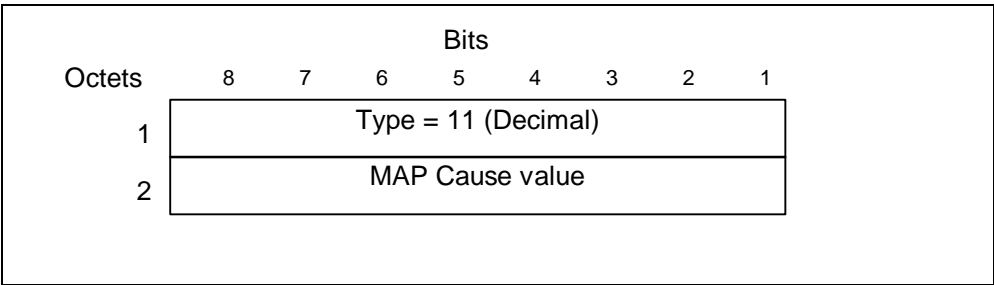 Bits
Octets 8 7 6 5 4 3 2 1
1 Type = 11 (Decimal)
2 MAP Cause value